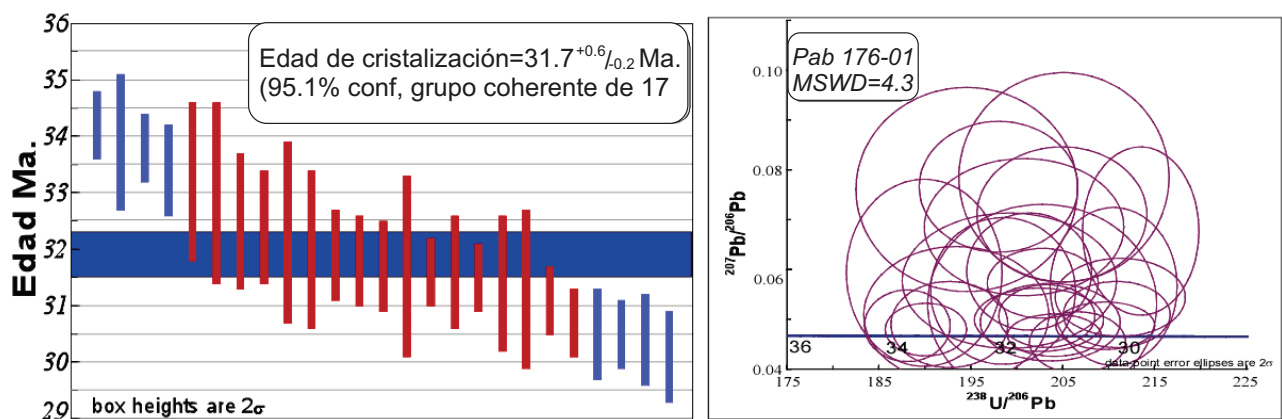 36
35
34
33
32
31
30
29
Edad Ma.
Edad de cristalización=31.7+0.6/-0.2 Ma.
(95.1% conf, grupo coherente de 17
box heights are 2σ
Pab 176-01
MSWD=4.3
0.10
0.08
0.06
0.04
207Pb/206Pb
36
34
32
30
data point error ellipses are 2σ
175
185
195
205
215
225
238U/206Pb